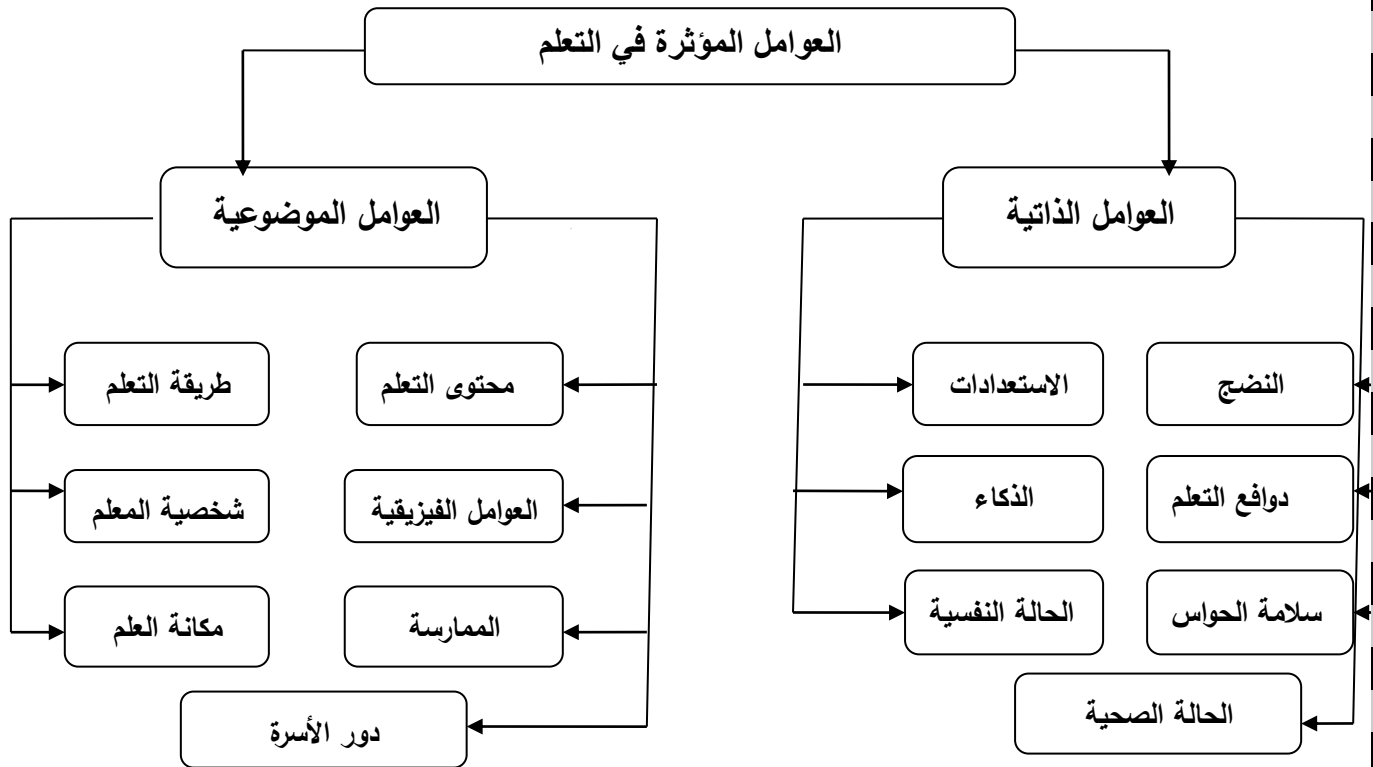 العوامل المؤثرة في التعلم
العوامل الذاتية
العوامل الموضوعية
النضج
الاستعدادات
محتوى التعلم
طريقة التعلم
دوافع التعلم
الذكاء
العوامل الفيزيقية
شخصية المعلم
سلامة الحواس
الحالة النفسية
الممارسة
مكانة العلم
الحالة الصحية
دور الأسرة